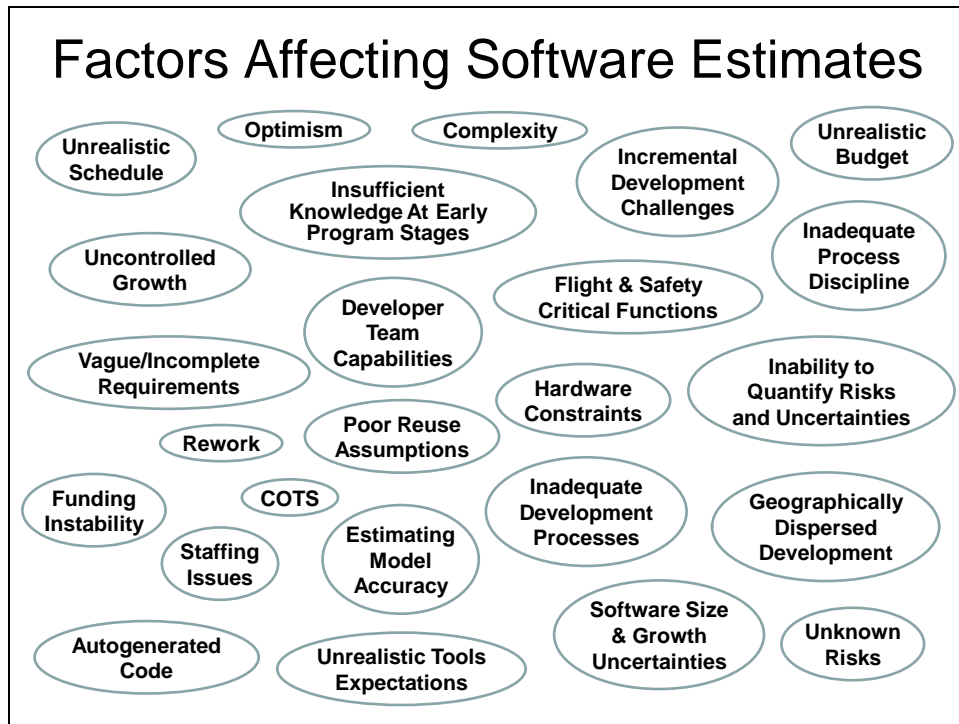 Factors Affecting Software Estimates
Unrealistic
Schedule
Optimism
Complexity
Incremental
Development
Challenges
Unrealistic
Budget
Insufficient
Knowledge At Early
Program Stages
Inadequate
Process
Discipline
Uncontrolled
Growth
Developer
Team
Capabilities
Flight & Safety
Critical Functions
Vague/Incomplete
Requirements
Hardware
Constraints
Inability to
Quantify Risks
and Uncertainties
Rework
Poor Reuse
Assumptions
Funding
Instability
COTS
Inadequate
Development
Processes
Geographically
Dispersed
Development
Staffing
Issues
Estimating
Model
Accuracy
Software Size
& Growth
Uncertainties
Unknown
Risks
Autogenerated
Code
Unrealistic Tools
Expectations